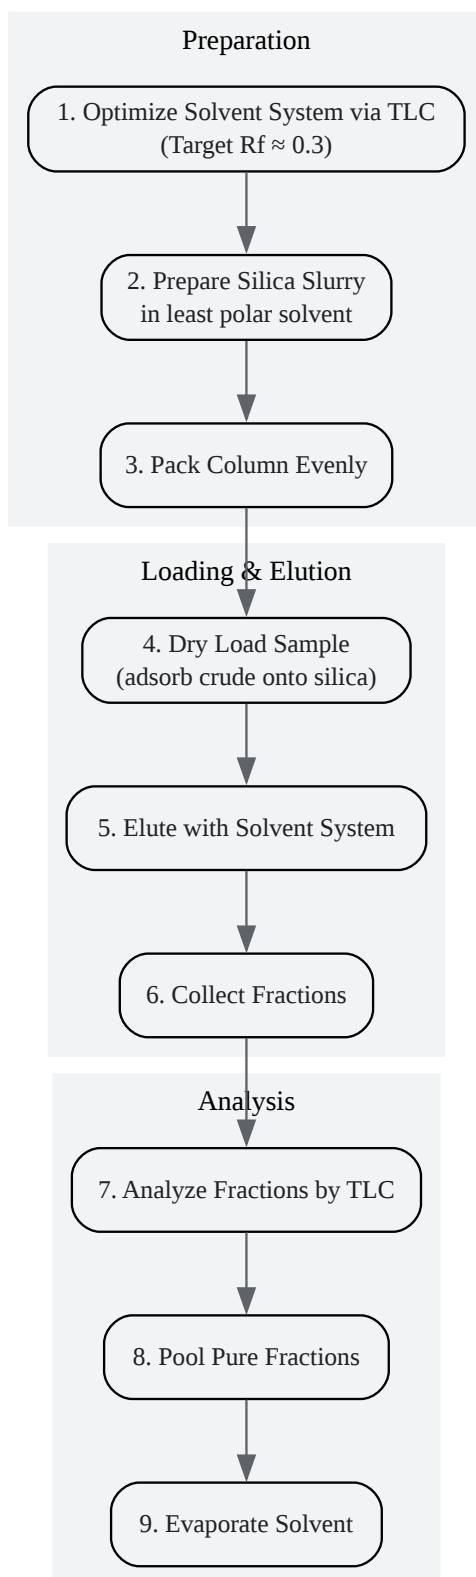 Preparation
1. Optimize Solvent System via TLC
(Target Rf ≈ 0.3)
2. Prepare Silica Slurry
in least polar solvent
3. Pack Column Evenly
Loading & Elution
4. Dry Load Sample
(adsorb crude onto silica)
5. Elute with Solvent System
6. Collect Fractions
Analysis
7. Analyze Fractions by TLC
8. Pool Pure Fractions
9. Evaporate Solvent